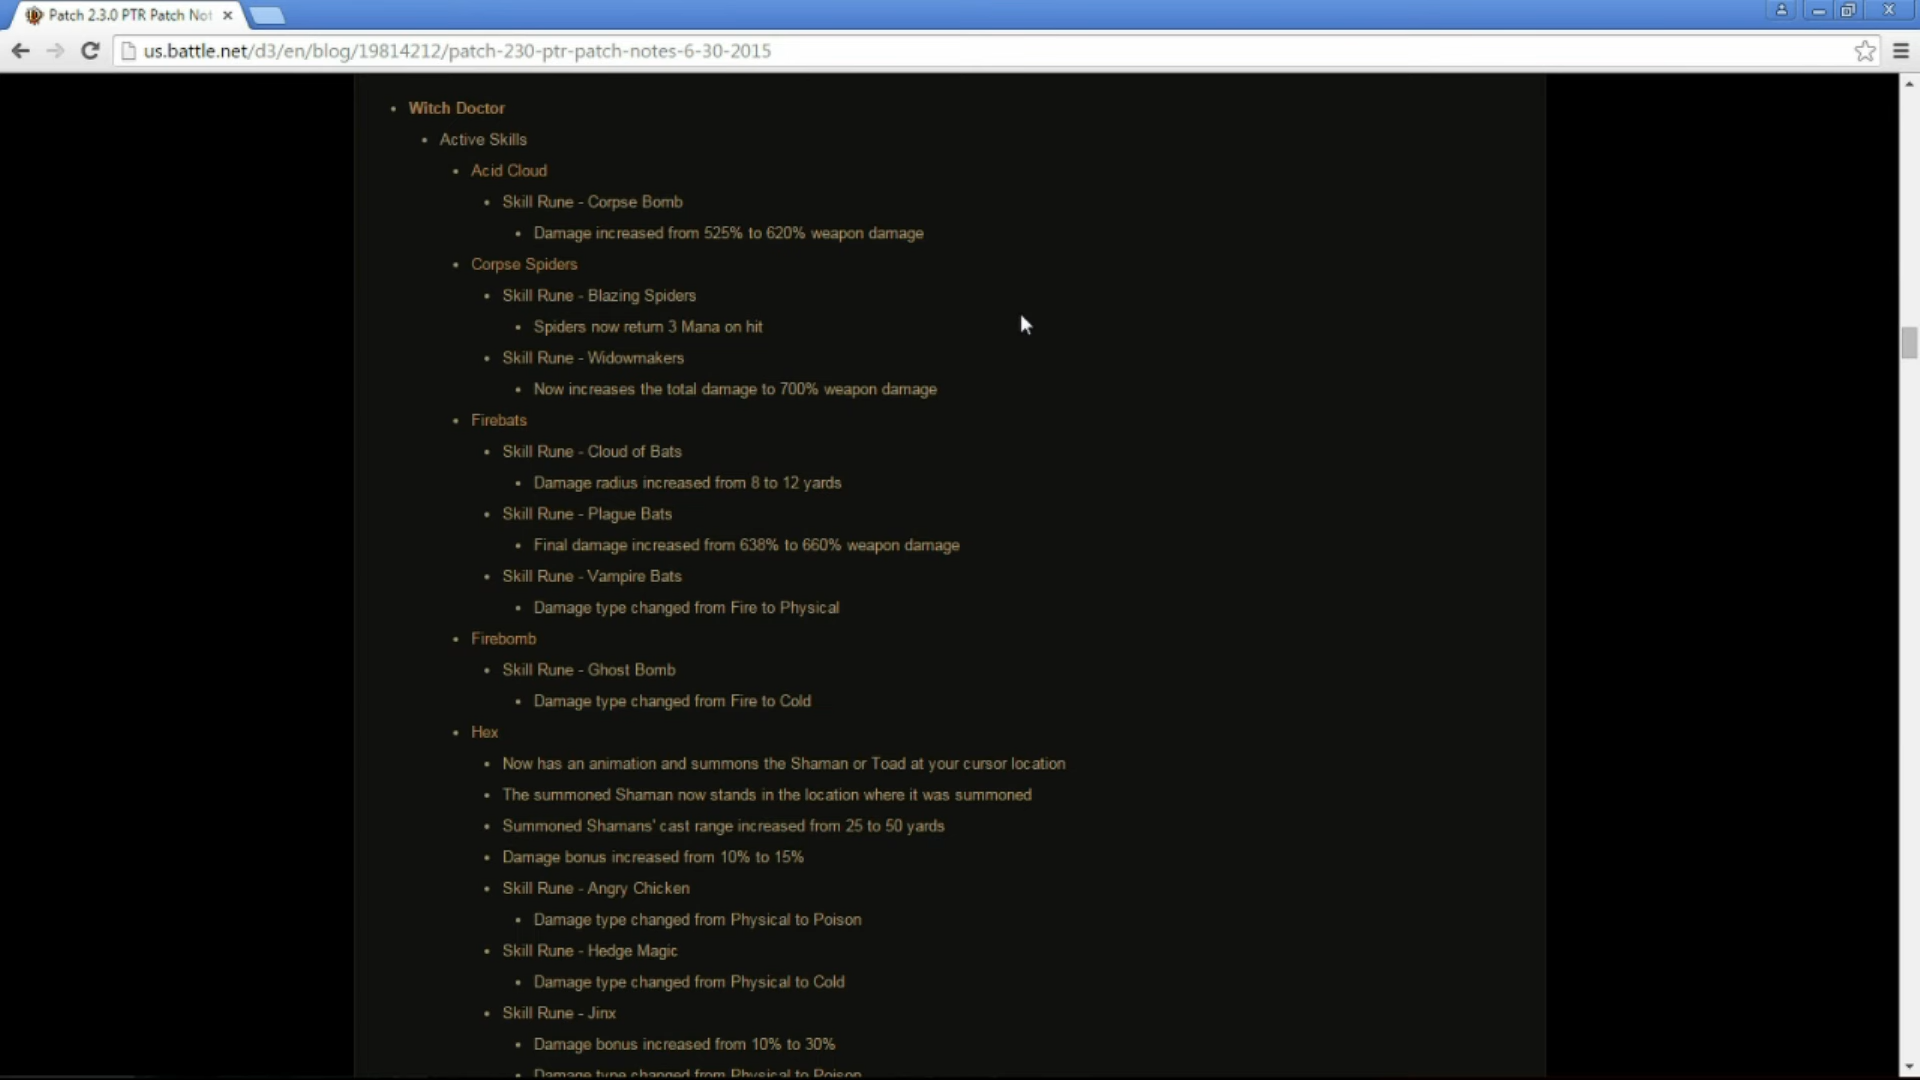 Patch 2.3.0 PTR Patch Not
us.battle.net/d3/en/blog/19814212/patch-230-ptr-patch-notes-6-30-2015
Witch Doctor
Active Skills
Acid Cloud
Skill Rune - Corpse Bomb
Damage increased from 525% to 620% weapon damage
Corpse Spiders
Skill Rune - Blazing Spiders
Spiders now return 3 Mana on hit
Skill Rune - Widowmakers
Now increases the total damage to 700% weapon damage
Firebats
Skill Rune - Cloud of Bats
Damage radius increased from 8 to 12 yards
Skill Rune - Plague Bats
Final damage increased from 638% to 660% weapon damage
Skill Rune - Vampire Bats
Damage type changed from Fire to Physical
Firebomb
Skill Rune - Ghost Bomb
Damage type changed from Fire to Cold
Hex
Now has an animation and summons the Shaman or Toad at your cursor location
The summoned Shaman now stands in the location where it was summoned
Summoned Shamans' cast range increased from 25 to 50 yards
Damage bonus increased from 10% to 15%
Skill Rune - Angry Chicken
Damage type changed from Physical to Poison
Skill Rune - Hedge Magic
Damage type changed from Physical to Cold
Skill Rune - Jinx
Damage bonus increased from 10% to 30%
Damage type changed from Physical to Poison